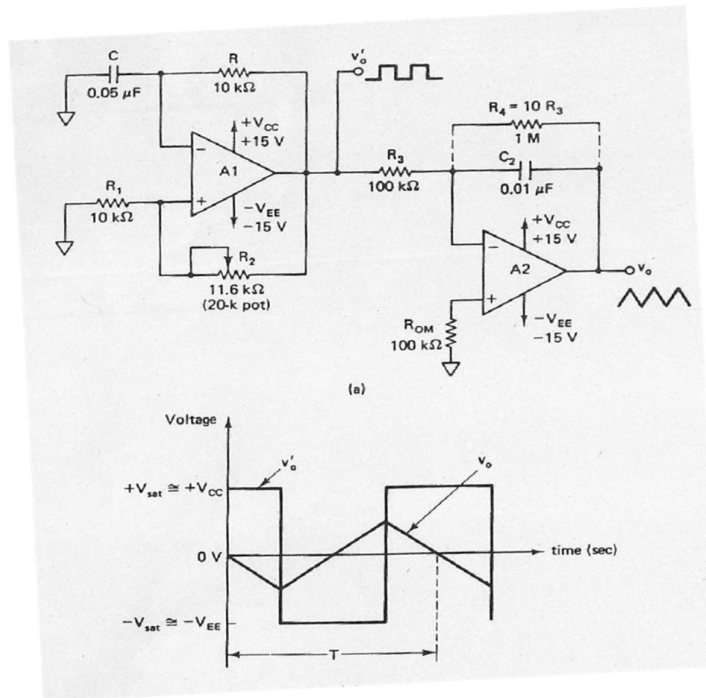 C
0.05 μF
R
10 kΩ
v'o
R4 = 10 R3
1 M
C2
0.01 μF
+VCC
+15 V
−
A1
+
−VEE
−15 V
R1
10 kΩ
R2
11.6 kΩ
(20-k pot)
R3
100 kΩ
+VCC
+15 V
−
A2
+
−VEE
−15 V
vo
ROM
100 kΩ
(a)
Voltage
v'o
vo
+Vsat ≅ +VCC
0 V
time (sec)
−Vsat ≅ −VEE
T